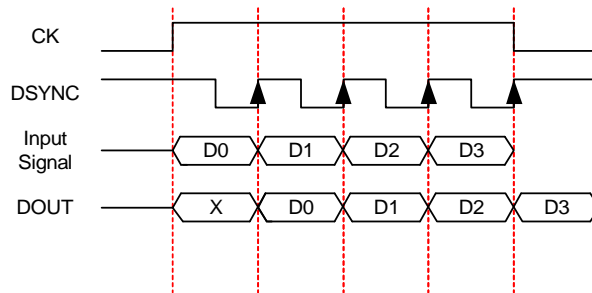 CK
DSYNC
Input
Signal
D0 D1 D2 D3
DOUT
X D0 D1 D2 D3